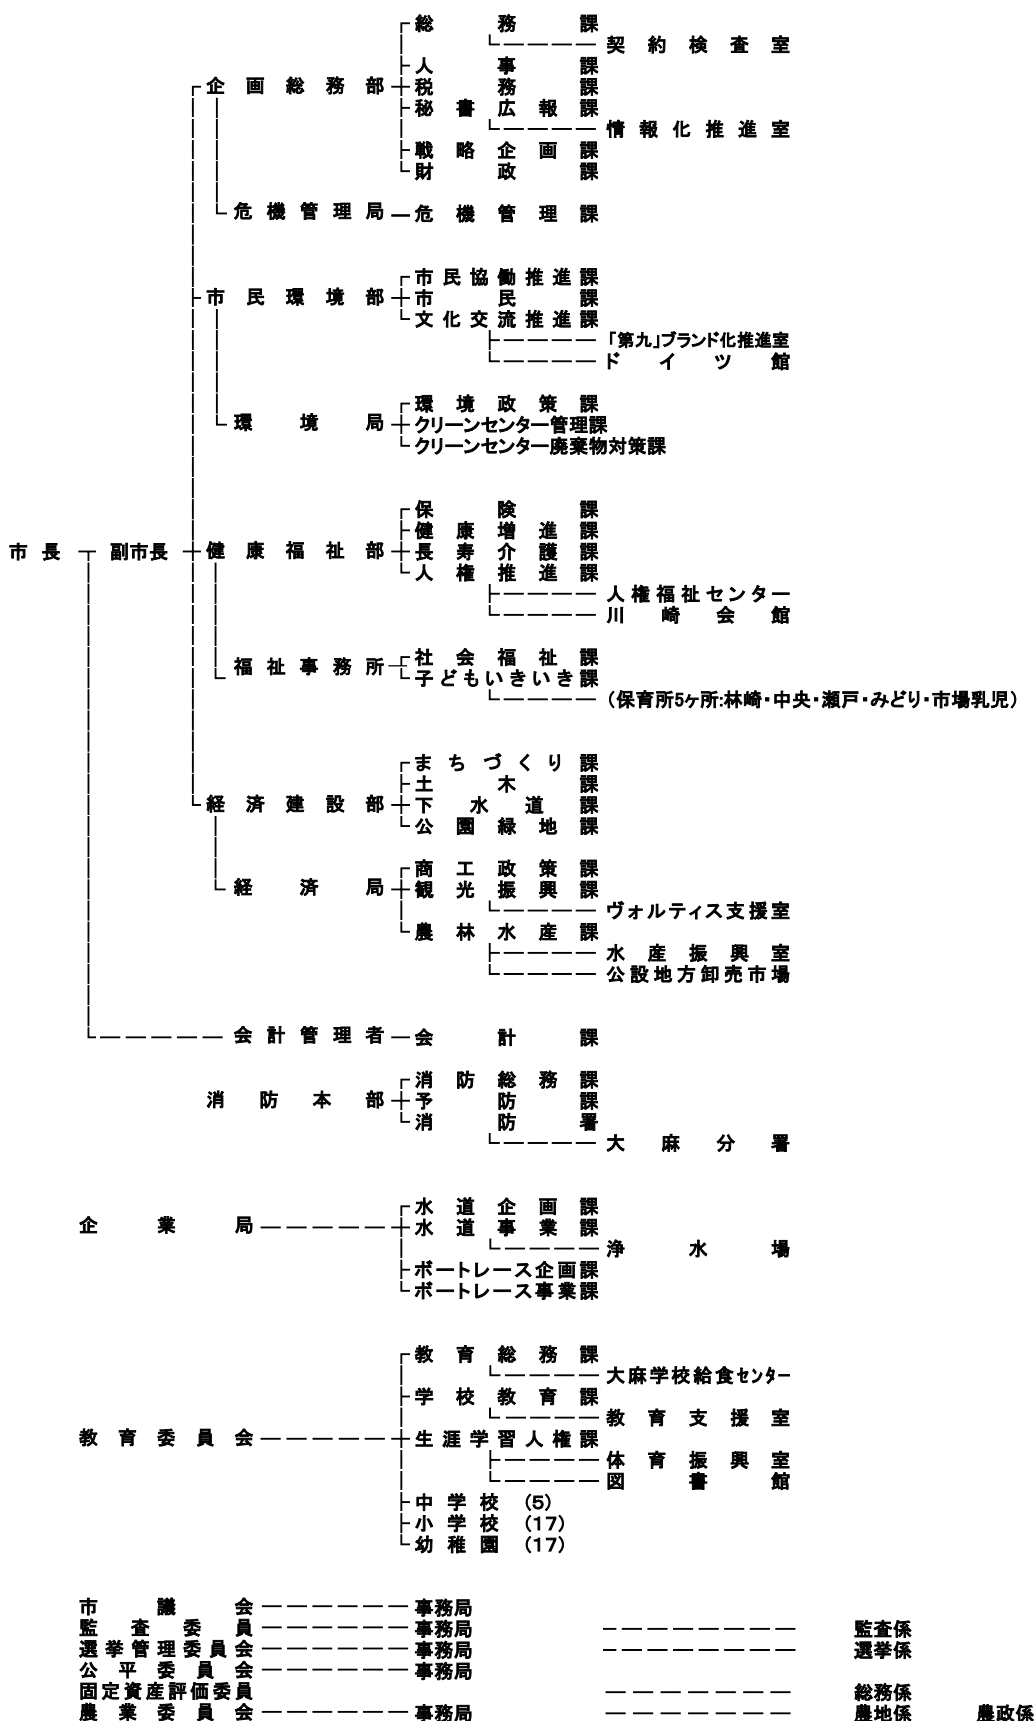 総務課
契約検査室
人事課
企画総務部 税務課
秘書広報課
情報化推進室
戦略企画課
財政課
危機管理局 危機管理課
市民協働推進課
市民環境部 市民課
文化交流推進課
「第九」ブランド化推進室
ドイツ館
環境政策課
環境局 クリーンセンター管理課
クリーンセンター廃棄物対策課
保険課
健康増進課
市長 副市長 健康福祉部 長寿介護課
人権推進課
人権福祉センター
川崎会館
福祉事務所 社会福祉課
子どもいきいき課
(保育所5ヶ所:林崎・中央・瀬戸・みどり・市場乳児)
まちづくり課
土木課
経済建設部 下水道課
公園緑地課
商工政策課
経済局 観光振興課
ヴォルティス支援室
農林水産課
水産振興室
公設地方卸売市場
会計管理者 会計課
消防総務課
消防本部 予防課
消防署
大麻分署
水道企画課
企業局 水道事業課
浄水場
ボートレース企画課
ボートレース事業課
教育総務課
大麻学校給食センター
学校教育課
教育支援室
教育委員会 生涯学習人権課
体育振興室
図書館
中学校 (5)
小学校 (17)
幼稚園 (17)
市議会 事務局
監査委員 事務局 監査係
選挙管理委員会 事務局 選挙係
公平委員会 事務局
固定資産評価委員 総務係
農業委員会 事務局 農地係 農政係